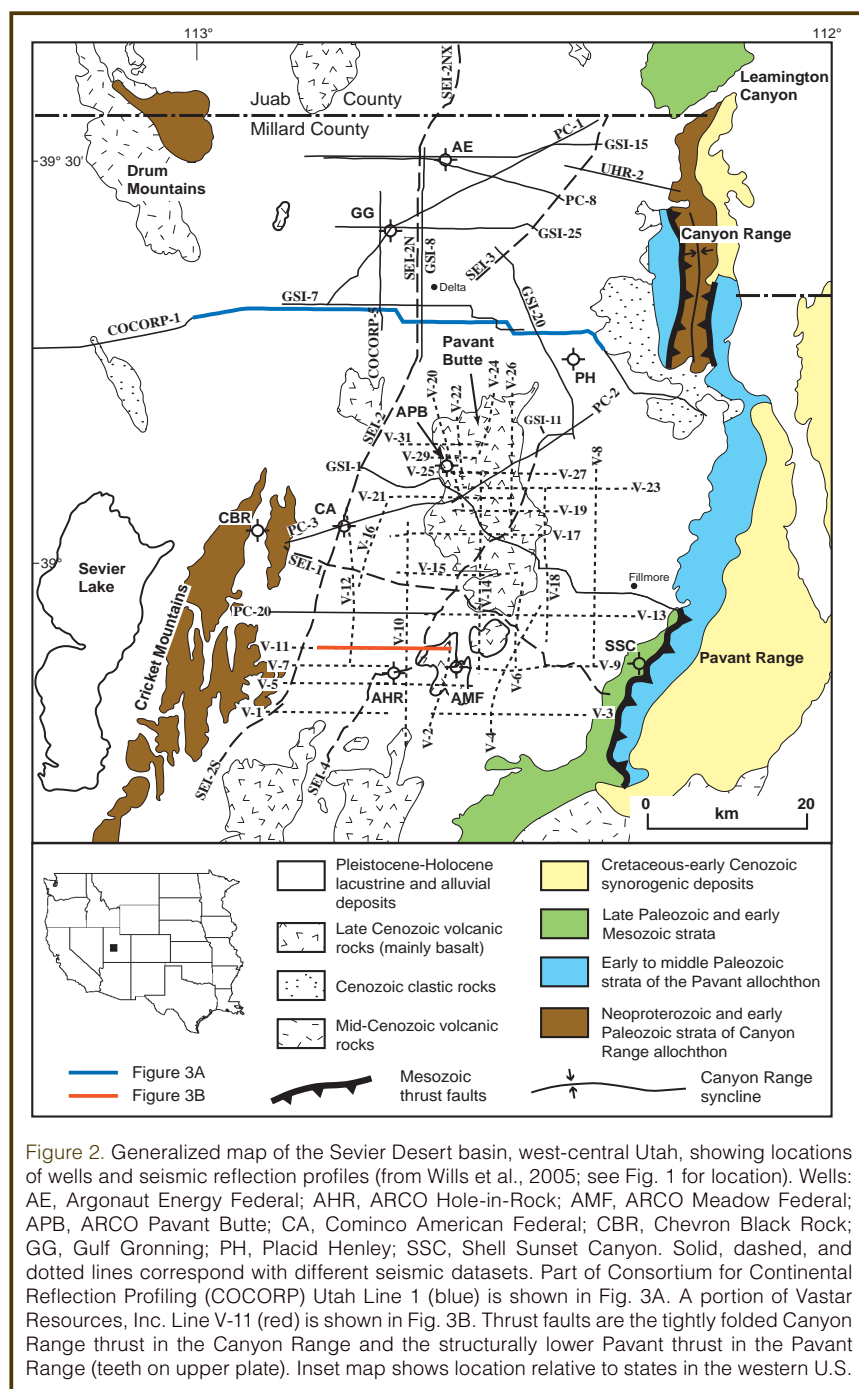 113°
112°
Leamington
Canyon
SEI-2NX
Juab County
Millard County
PC-1
AE
GSI-15
39° 30'
UHR-2
Drum
Mountains
PC-8
GG
Canyon Range
GSI-25
SEI-2N
GSI-8
SEI-3
Delta
GSI-7
GSI-20
COCORP-1
COCORP-5
Pavant
Butte
PH
V-20
V-22
V-24
V-26
PC-2
APB
SEI-2
GSI-11
V-31
V-29
V-8
GSI-1
V-25
V-27
V-21
V-23
CA
V-19
CBR
PC-3
V-16
V-17
39°
SEI-1
Sevier
Lake
V-15
Fillmore
V-12
V-14
V-18
PC-20
V-10
V-13
Cricket Mountains
V-11
SSC
V-7
V-9
Pavant Range
V-6
V-5
AHR
AMF
V-1
V-3
V-2
V-4
SEI-2S
SEI-4
0 20
km
Pleistocene-Holocene
lacustrine and alluvial
deposits
Late Cenozoic volcanic
rocks (mainly basalt)
Cenozoic clastic rocks
Mid-Cenozoic volcanic
rocks
Cretaceous-early Cenozoic
synorogenic deposits
Late Paleozoic and early
Mesozoic strata
Early to middle Paleozoic
strata of the Pavant allochthon
Neoproterozoic and early
Paleozoic strata of Canyon
Range allochthon
Figure 3A
Figure 3B
Mesozoic
thrust faults
Canyon Range
syncline
Figure 2. Generalized map of the Sevier Desert basin, west-central Utah, showing locations
of wells and seismic reflection profiles (from Wills et al., 2005; see Fig. 1 for location). Wells:
AE, Argonaut Energy Federal; AHR, ARCO Hole-in-Rock; AMF, ARCO Meadow Federal;
APB, ARCO Pavant Butte; CA, Cominco American Federal; CBR, Chevron Black Rock;
GG, Gulf Gronning; PH, Placid Henley; SSC, Shell Sunset Canyon. Solid, dashed, and
dotted lines correspond with different seismic datasets. Part of Consortium for Continental
Reflection Profiling (COCORP) Utah Line 1 (blue) is shown in Fig. 3A. A portion of Vastar
Resources, Inc. Line V-11 (red) is shown in Fig. 3B. Thrust faults are the tightly folded Canyon
Range thrust in the Canyon Range and the structurally lower Pavant thrust in the Pavant
Range (teeth on upper plate). Inset map shows location relative to states in the western U.S.